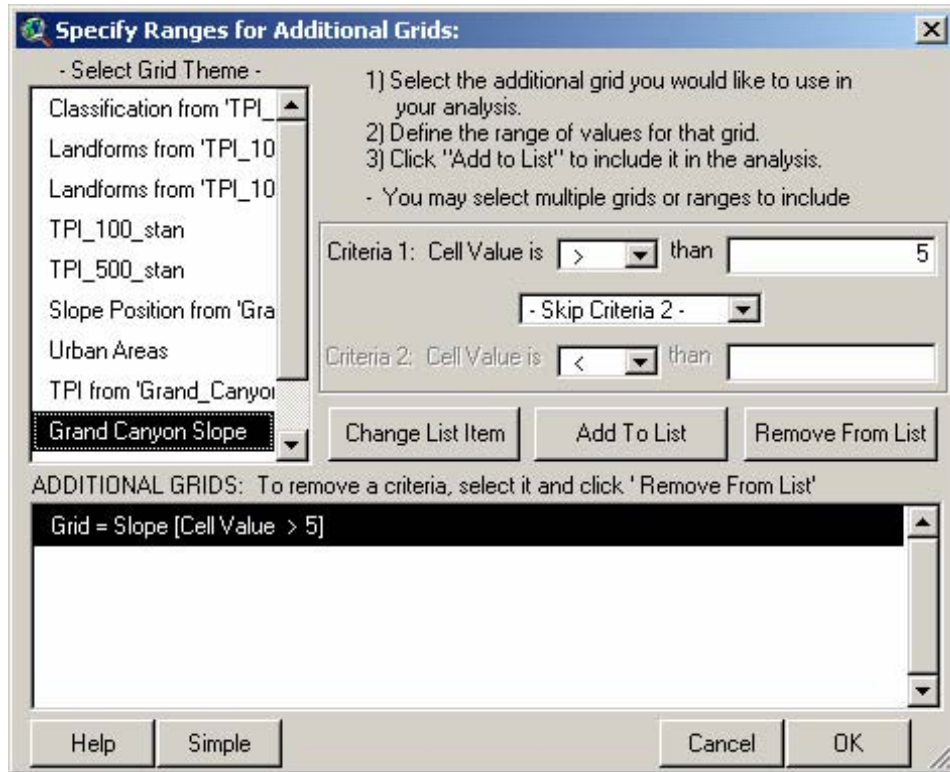 Specify Ranges for Additional Grids:
- Select Grid Theme -
Classification from 'TPI_
Landforms from 'TPI_10
Landforms from 'TPI_10
TPI_100_stan
TPI_500_stan
Slope Position from 'Gra
Urban Areas
TPI from 'Grand_Canyo
Grand Canyon Slope
1) Select the additional grid you would like to use in
your analysis.
2) Define the range of values for that grid.
3) Click "Add to List" to include it in the analysis.
- You may select multiple grids or ranges to include
Criteria 1: Cell Value is > than 5
- Skip Criteria 2 -
Criteria 2: Cell Value is < than
Change List Item Add To List Remove From List
ADDITIONAL GRIDS: To remove a criteria, select it and click ' Remove From List'
Grid = Slope [Cell Value > 5]
Help Simple Cancel OK